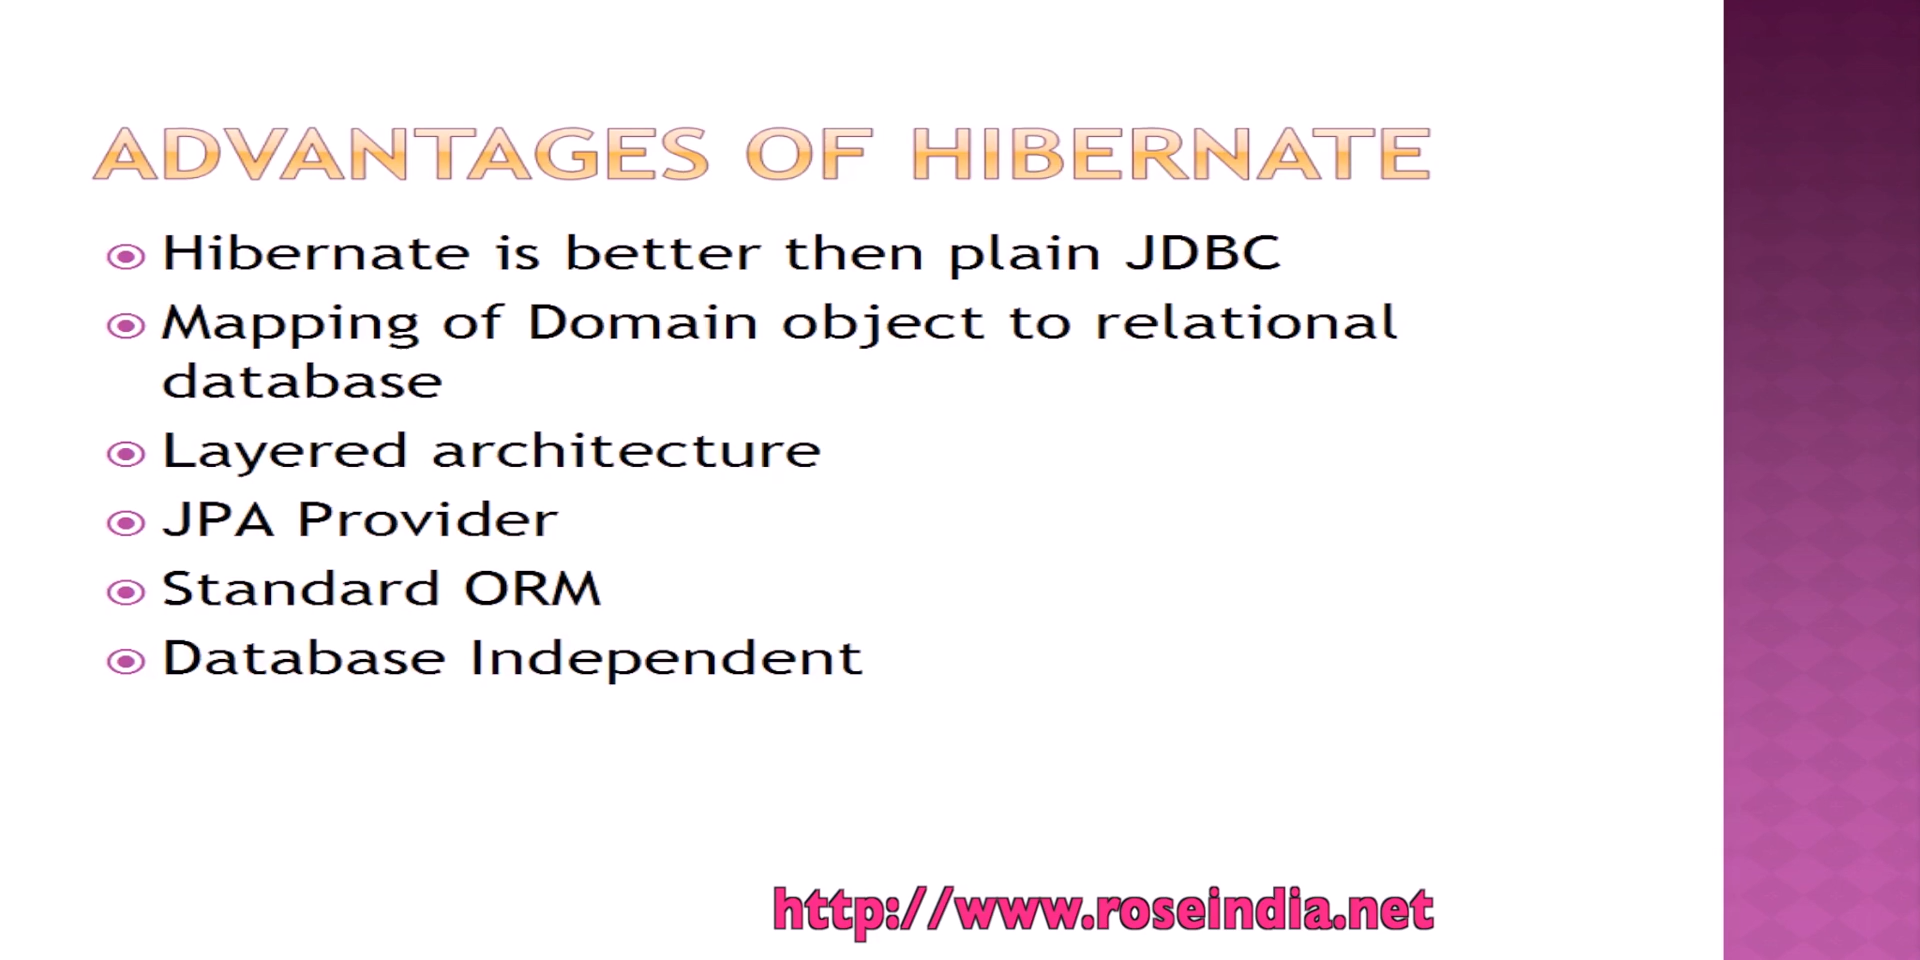 ADVANTAGES OF HIBERNATE
Hibernate is better then plain JDBC
Mapping of Domain object to relational
database
Layered architecture
JPA Provider
Standard ORM
Database Independent
http://www.roseindia.net